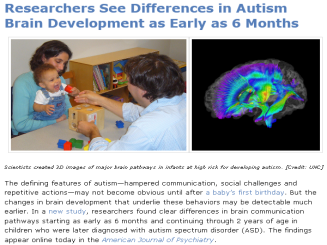 Researchers See Differences in Autism
Brain Development as Early as 6 Months
Scientists created 3D images of major brain pathways in infants at high risk for developing autism. [Credit: UNC]
The defining features of autism—hampered communication, social challenges and
repetitive actions—may not become obvious until after a baby's first birthday. But the
changes in brain development that underlie these behaviors may be detectable much
earlier. In a new study, researchers found clear differences in brain communication
pathways starting as early as 6 months and continuing through 2 years of age in
children who were later diagnosed with autism spectrum disorder (ASD). The findings
appear online today in the American Journal of Psychiatry.